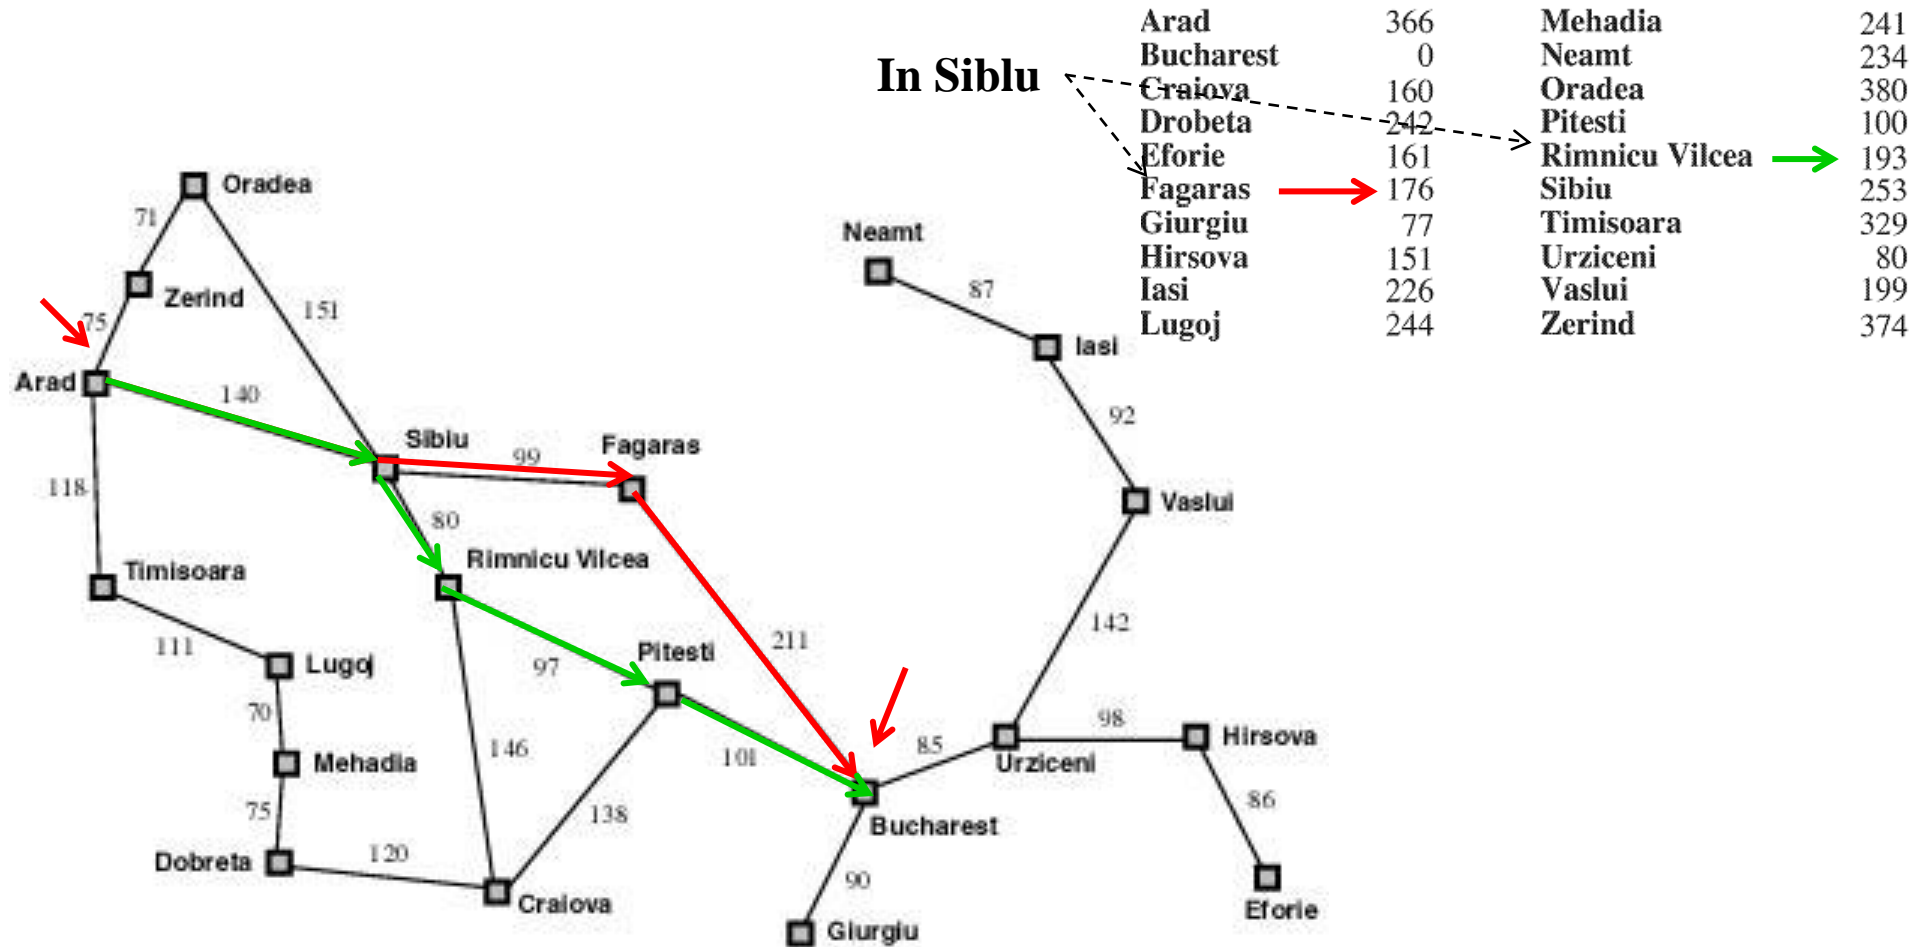 Arad 366 Mehadia 241
In Siblu Bucharest 0 Neamt 234
Craiova 160 Oradea 380
Drobeta 242 Pitesti 100
Eforie 161 Rimnicu Vilcea 193
Fagaras 176 Sibiu 253
Giurgiu 77 Timisoara 329
Hirsova 151 Urziceni 80
Iasi 226 Vaslui 199
Lugoj 244 Zerind 374
Oradea
71
Neamt
Zerind
87
151
75
Iasi
Arad
140
92
Sibiu
Fagaras
99
118
Vaslui
80
Rimnicu Vilcea
Timisoara
142
111
211
Pitesti
Lugoj
97
70
98
Hirsova
146
85
101
Mehadia
Urziceni
75
86
138
Bucharest
120
Dobreta
90
Craiova
Eforie
Giurgiu